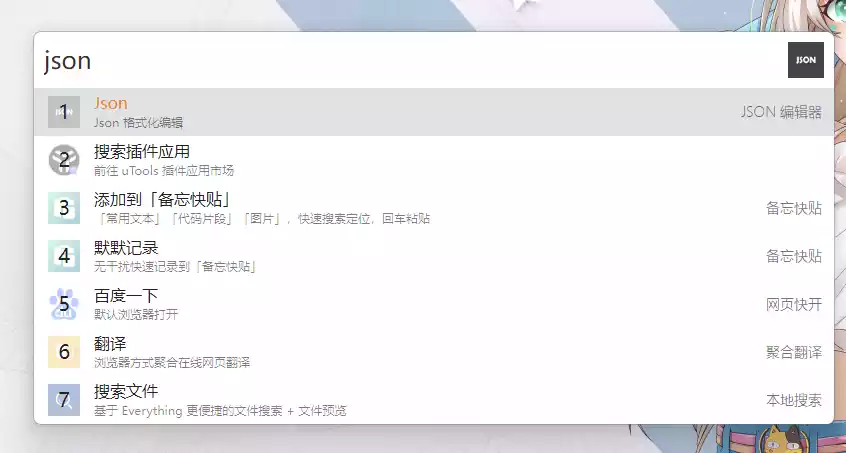 json
JSON
1
Json
Json 格式化编辑
JSON 编辑器
2
搜索插件应用
前往 uTools 插件应用市场
3
添加到「备忘快贴」
「常用文本」「代码片段」「图片」，快速搜索定位，回车粘贴
备忘快贴
4
默默记录
无干扰快速记录到「备忘快贴」
备忘快贴
5
百度一下
默认浏览器打开
网页快开
6
翻译
浏览器方式聚合在线网页翻译
聚合翻译
7
搜索文件
基于 Everything 更便捷的文件搜索 + 文件预览
本地搜索